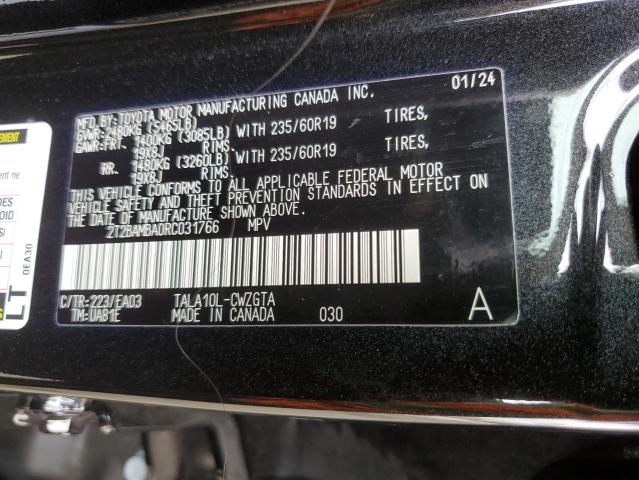 MFD.BY:TOYOTA MOTOR MANUFACTURING CANADA INC. 01/24
GVWR:2480KG (5465LB)
GAWR:FRT. 1400KG (3085LB) WITH 235/60R19 TIRES,
19X8J RIMS.
RR. 1480KG (3260LB) WITH 235/60R19 TIRES,
19X8J RIMS.
THIS VEHICLE CONFORMS TO ALL APPLICABLE FEDERAL MOTOR
VEHICLE SAFETY AND THEFT PREVENTION STANDARDS IN EFFECT ON
THE DATE OF MANUFACTURE SHOWN ABOVE.
2T2BAMBADRC031766 MPV
C/TR:223/EA03 TALA10L-CWZGTA
TM:UA81E MADE IN CANADA 030 A
0EA30